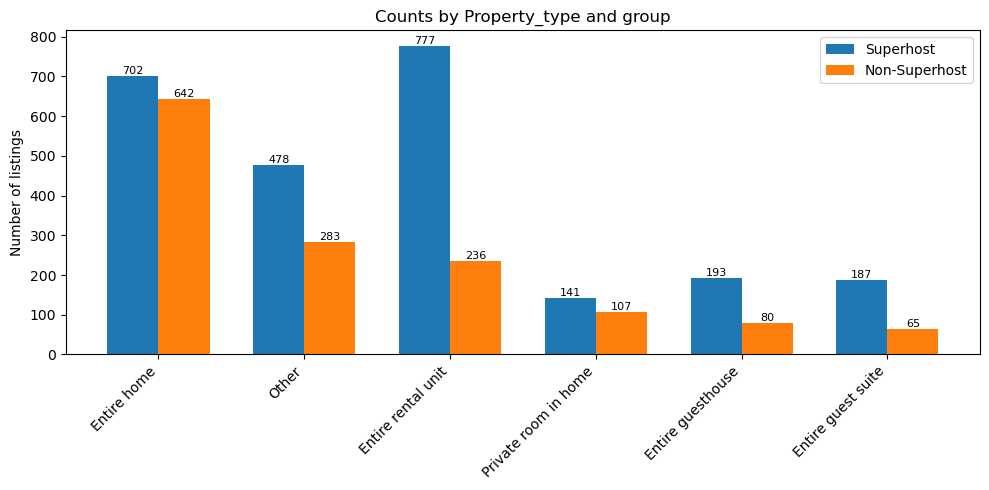 Counts by Property_type and group
Superhost
Non-Superhost
Number of listings
800
700
600
500
400
300
200
100
0
702
642
478
283
777
236
141
107
193
80
187
65
Entire home
Other
Entire rental unit
Private room in home
Entire guesthouse
Entire guest suite